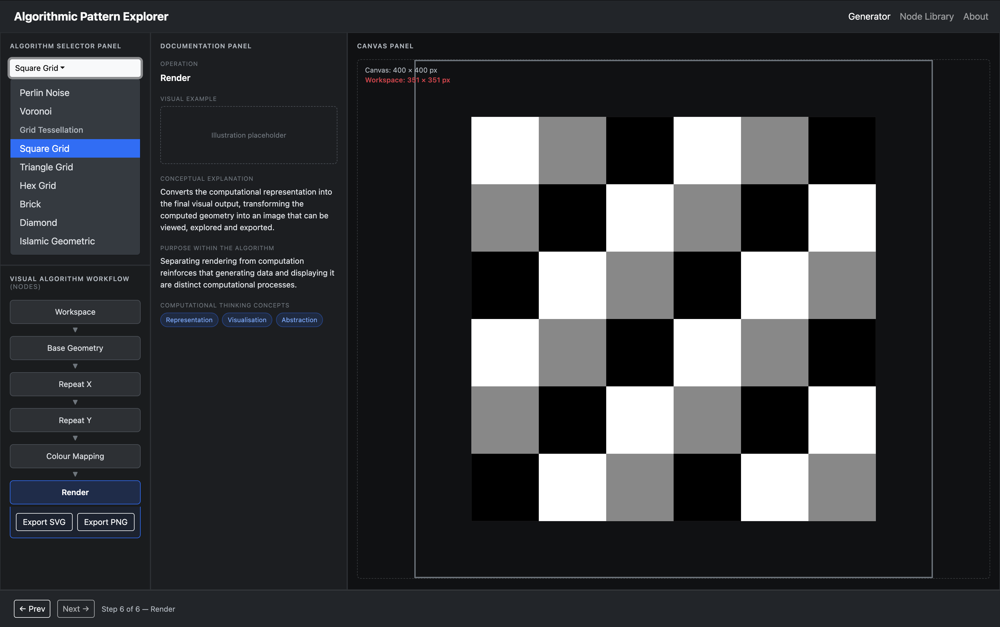 Algorithmic Pattern Explorer
Generator Node Library About
ALGORITHM SELECTOR PANEL
Square Grid
Perlin Noise
Voronoi
Grid Tessellation
Square Grid
Triangle Grid
Hex Grid
Brick
Diamond
Islamic Geometric
VISUAL ALGORITHM WORKFLOW
(NODES)
Workspace
Base Geometry
Repeat X
Repeat Y
Colour Mapping
Render
Export SVG Export PNG
DOCUMENTATION PANEL
OPERATION
Render
VISUAL EXAMPLE
Illustration placeholder
CONCEPTUAL EXPLANATION
Converts the computational representation into
the final visual output, transforming the
computed geometry into an image that can be
viewed, explored and exported.
PURPOSE WITHIN THE ALGORITHM
Separating rendering from computation
reinforces that generating data and displaying it
are distinct computational processes.
COMPUTATIONAL THINKING CONCEPTS
Representation Visualisation Abstraction
CANVAS PANEL
Canvas: 400 × 400 px
Workspace: 351 × 351 px
← Prev Next → Step 6 of 6 — Render